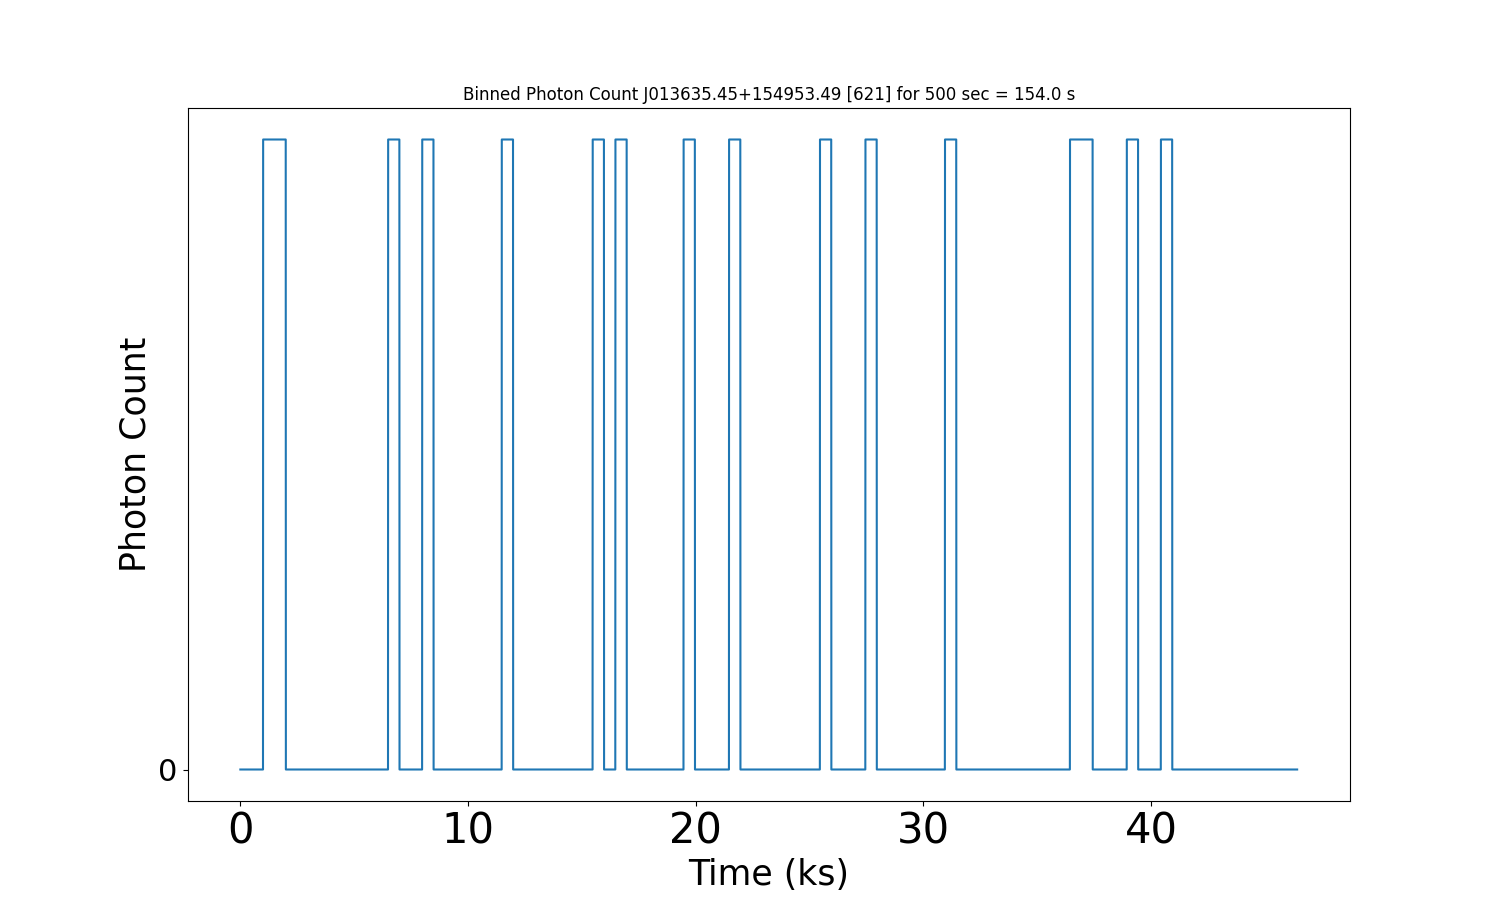 Binned Photon Count J013635.45+154953.49 [621] for 500 sec = 154.0 s
Photon Count
0
0 10 20 30 40
Time (ks)